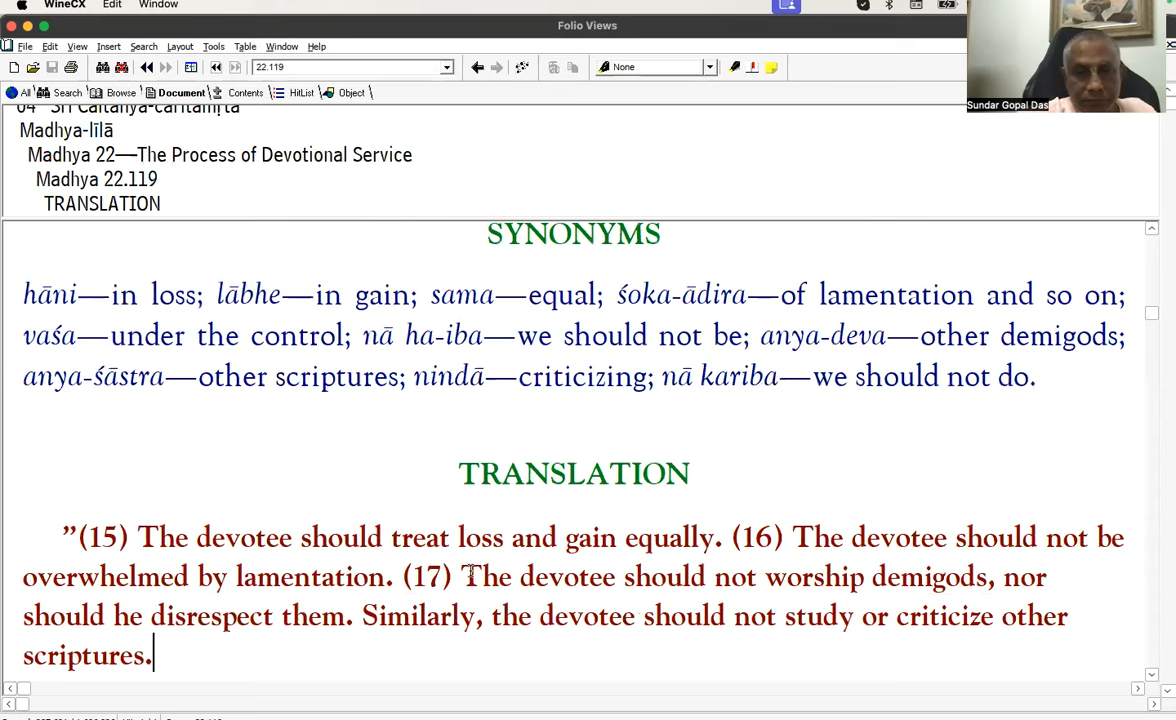 WineCX Edit Window
Folio Views
File Edit View Insert Search Layout Tools Table Window Help
22.119 None
All Search Browse Document Contents HitList Object
Sundar Gopal Das
04 Śrī Caitanya-caritāmṛta
Madhya-līlā
Madhya 22—The Process of Devotional Service
Madhya 22.119
TRANSLATION
SYNONYMS
hāni—in loss; lābhe—in gain; sama—equal; śoka-ādira—of lamentation and so on;
vaśa—under the control; nā ha-iba—we should not be; anya-deva—other demigods;
anya-śāstra—other scriptures; nindā—criticizing; nā kariba—we should not do.
TRANSLATION
”(15) The devotee should treat loss and gain equally. (16) The devotee should not be
overwhelmed by lamentation. (17) The devotee should not worship demigods, nor
should he disrespect them. Similarly, the devotee should not study or criticize other
scriptures.